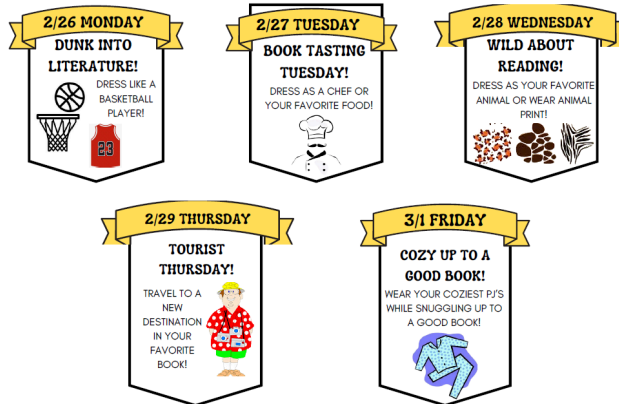 2/26 MONDAY
DUNK INTO
LITERATURE!
DRESS LIKE A
BASKETBALL
PLAYER!
23
2/27 TUESDAY
BOOK TASTING
TUESDAY!
DRESS AS A CHEF OR
YOUR FAVORITE FOOD!
2/28 WEDNESDAY
WILD ABOUT
READING!
DRESS AS YOUR FAVORITE
ANIMAL OR WEAR ANIMAL
PRINT!
2/29 THURSDAY
TOURIST
THURSDAY!
TRAVEL TO A
NEW
DESTINATION
IN YOUR
FAVORITE
BOOK!
3/1 FRIDAY
COZY UP TO A
GOOD BOOK!
WEAR YOUR COZIEST PJ'S
WHILE SNUGGLING UP TO
A GOOD BOOK!